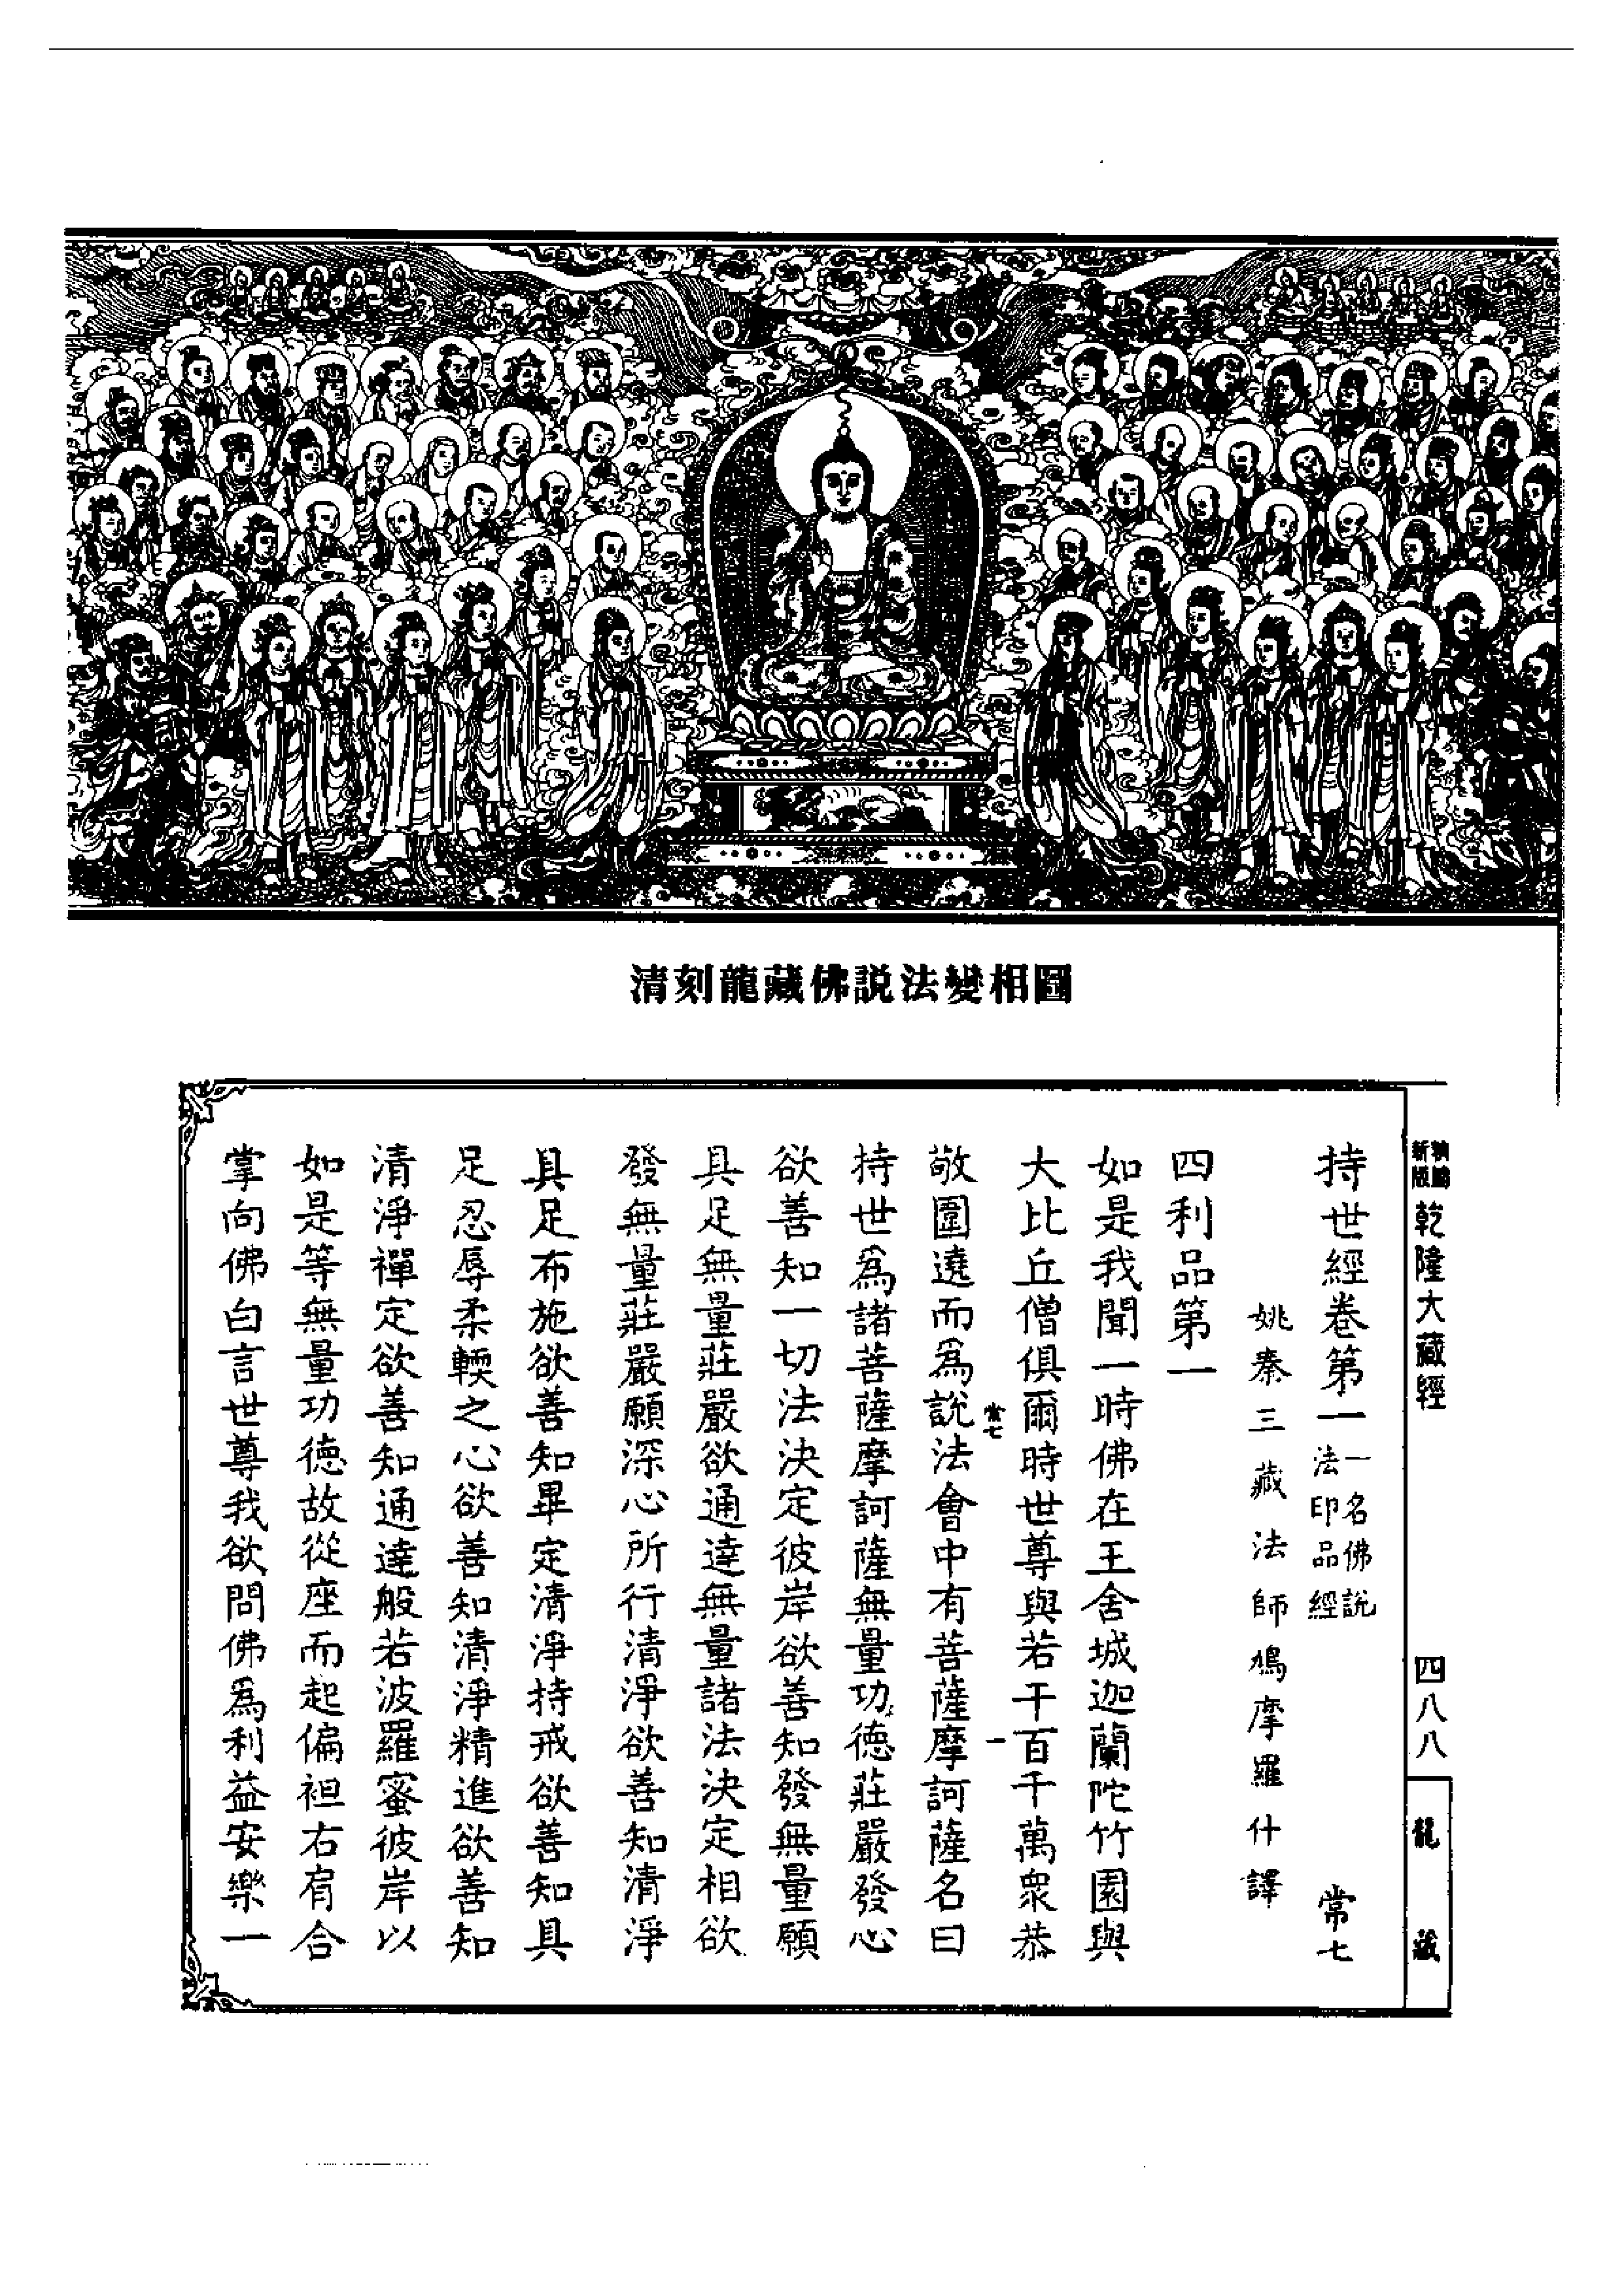 清刻龍藏佛説法變相圖
新版
乾隆大藏經
四八八
龍藏
持世經卷第一 一名佛説法印品經 常七
姚秦三藏法師鳩摩羅什譯
四利品第一
如是我聞一時佛在王舍城迦蘭陀竹園與
大比丘僧俱爾時世尊與若干百千萬衆恭
常七 一
敬圍遶而爲説法會中有菩薩摩訶薩名曰
持世爲諸菩薩摩訶薩無量功德莊嚴發心
欲善知一切法決定彼岸欲善知發無量願
具足無量莊嚴欲通達無量諸法決定相欲
發無量莊嚴願深心所行清淨欲善知清淨
具足布施欲善知畢定清淨持戒欲善知具
足忍辱柔輭之心欲善知清淨精進欲善知
清淨禪定欲善知通達般若波羅蜜彼岸以
如是等無量功德故從座而起偏袒右肩合
掌向佛白言世尊我欲問佛爲利益安樂一